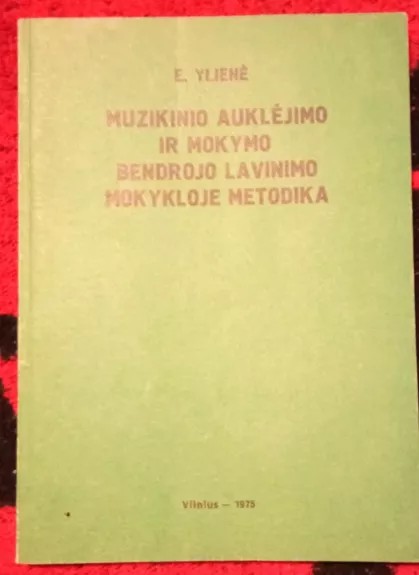 E. YLIENĖ
MUZIKINIO AUKLĖJIMO
IR MOKYMO
BENDROJO LAVINIMO
MOKYKLOJE METODIKA
Vilnius — 1975